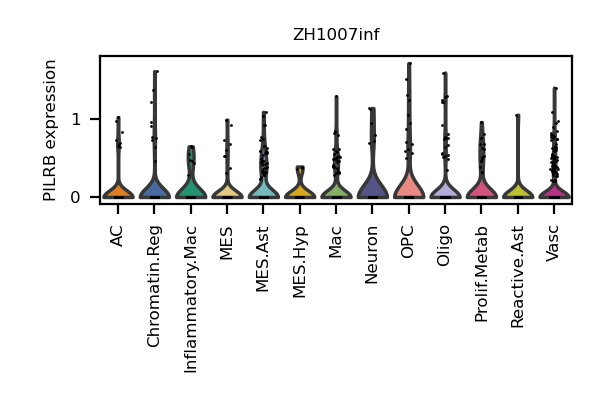 ZH1007inf
PILRB expression
1
0
AC
Chromatin.Reg
Inflammatory.Mac
MES
MES.Ast
MES.Hyp
Mac
Neuron
OPC
Oligo
Prolif.Metab
Reactive.Ast
Vasc